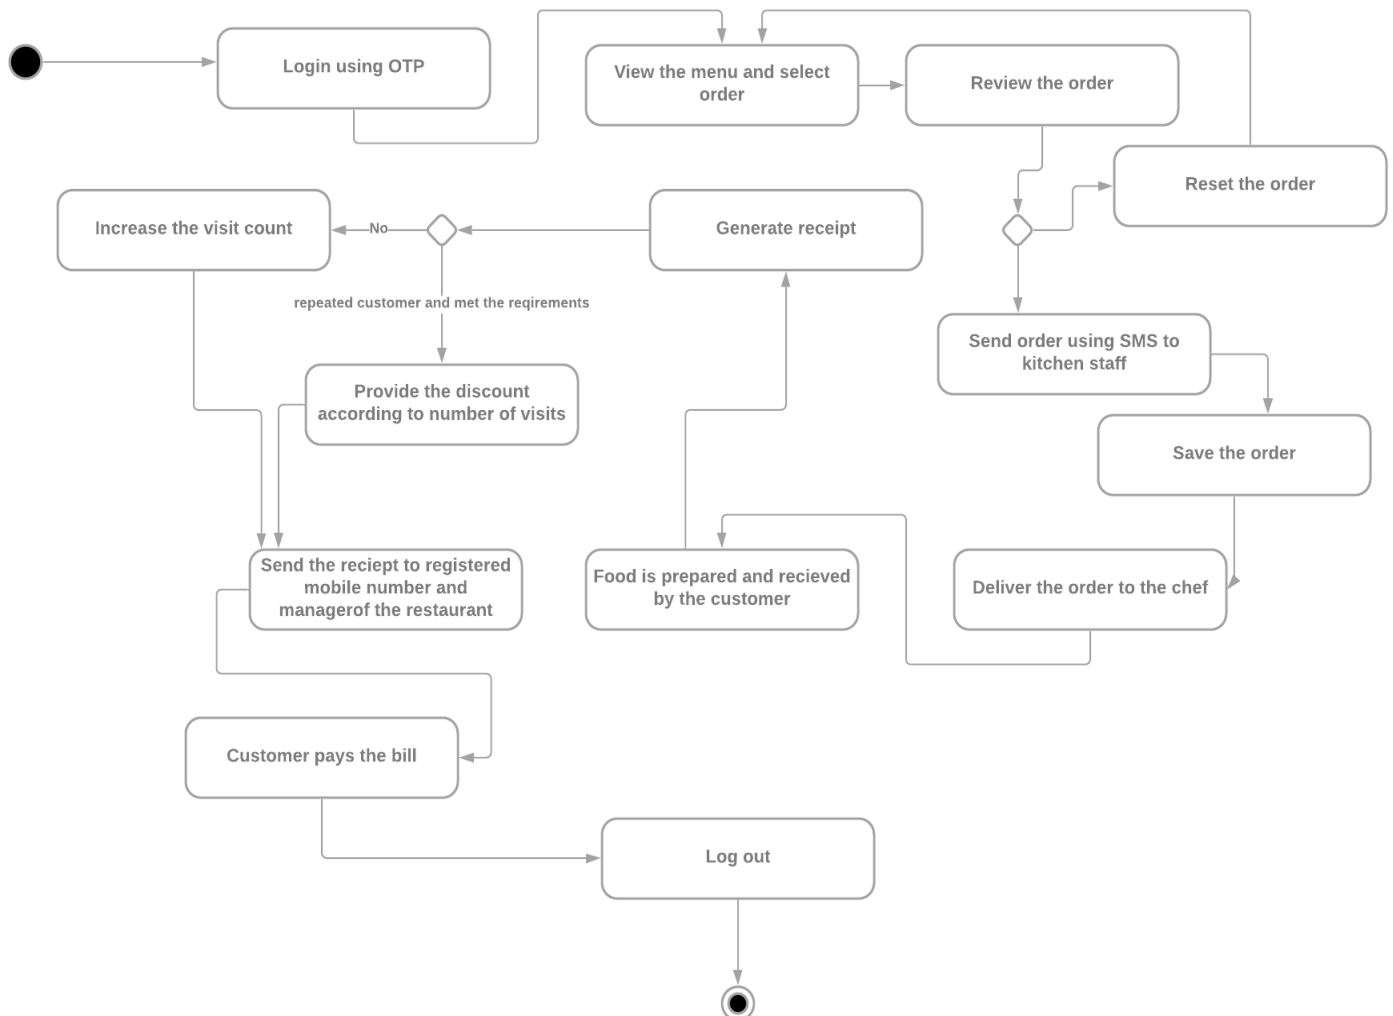 Login using OTP
View the menu and select
order
Review the order
Reset the order
Increase the visit count
No
Generate receipt
repeated customer and met the reqirements
Send order using SMS to
kitchen staff
Provide the discount
according to number of visits
Save the order
Send the reciept to registered
mobile number and
managerof the restaurant
Food is prepared and recieved
by the customer
Deliver the order to the chef
Customer pays the bill
Log out